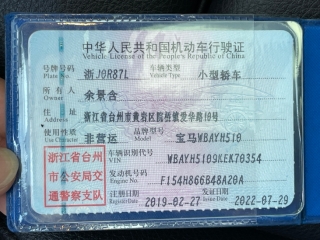 中华人民共和国机动车行驶证
Vehicle License of the People's Republic of China
号牌号码 Plate No. 浙J0R87L 车辆类型 Vehicle Type 小型轿车
所有人 Owner 余景含
住址 Address 浙江省台州市黄岩区院桥镇发华路10号
使用性质 Use Character 非营运 品牌型号 Model 宝马WBAYH510
浙江省台州市公安局交通警察支队
车辆识别代号 VIN WBAYH5109KEK70354
发动机号码 Engine No. F154H866B48A20A
注册日期 Register Date 2019-02-27 发证日期 Issue Date 2022-07-29